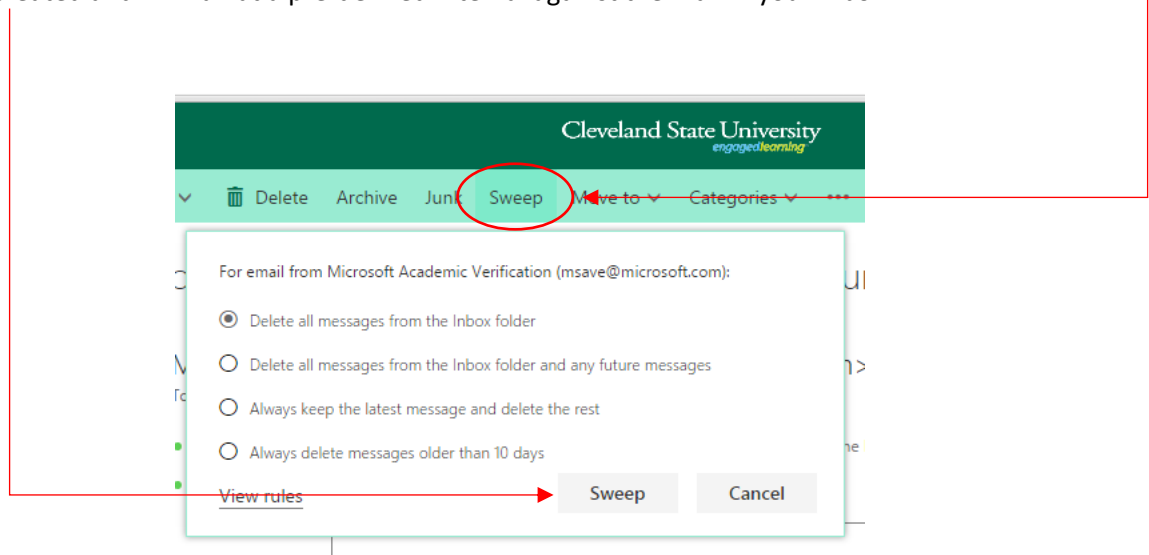 Cleveland State University
engagedlearning
Delete Archive Junk Sweep Move to Categories
For email from Microsoft Academic Verification (msave@microsoft.com):
Delete all messages from the Inbox folder
Delete all messages from the Inbox folder and any future messages
Always keep the latest message and delete the rest
Always delete messages older than 10 days
View rules Sweep Cancel